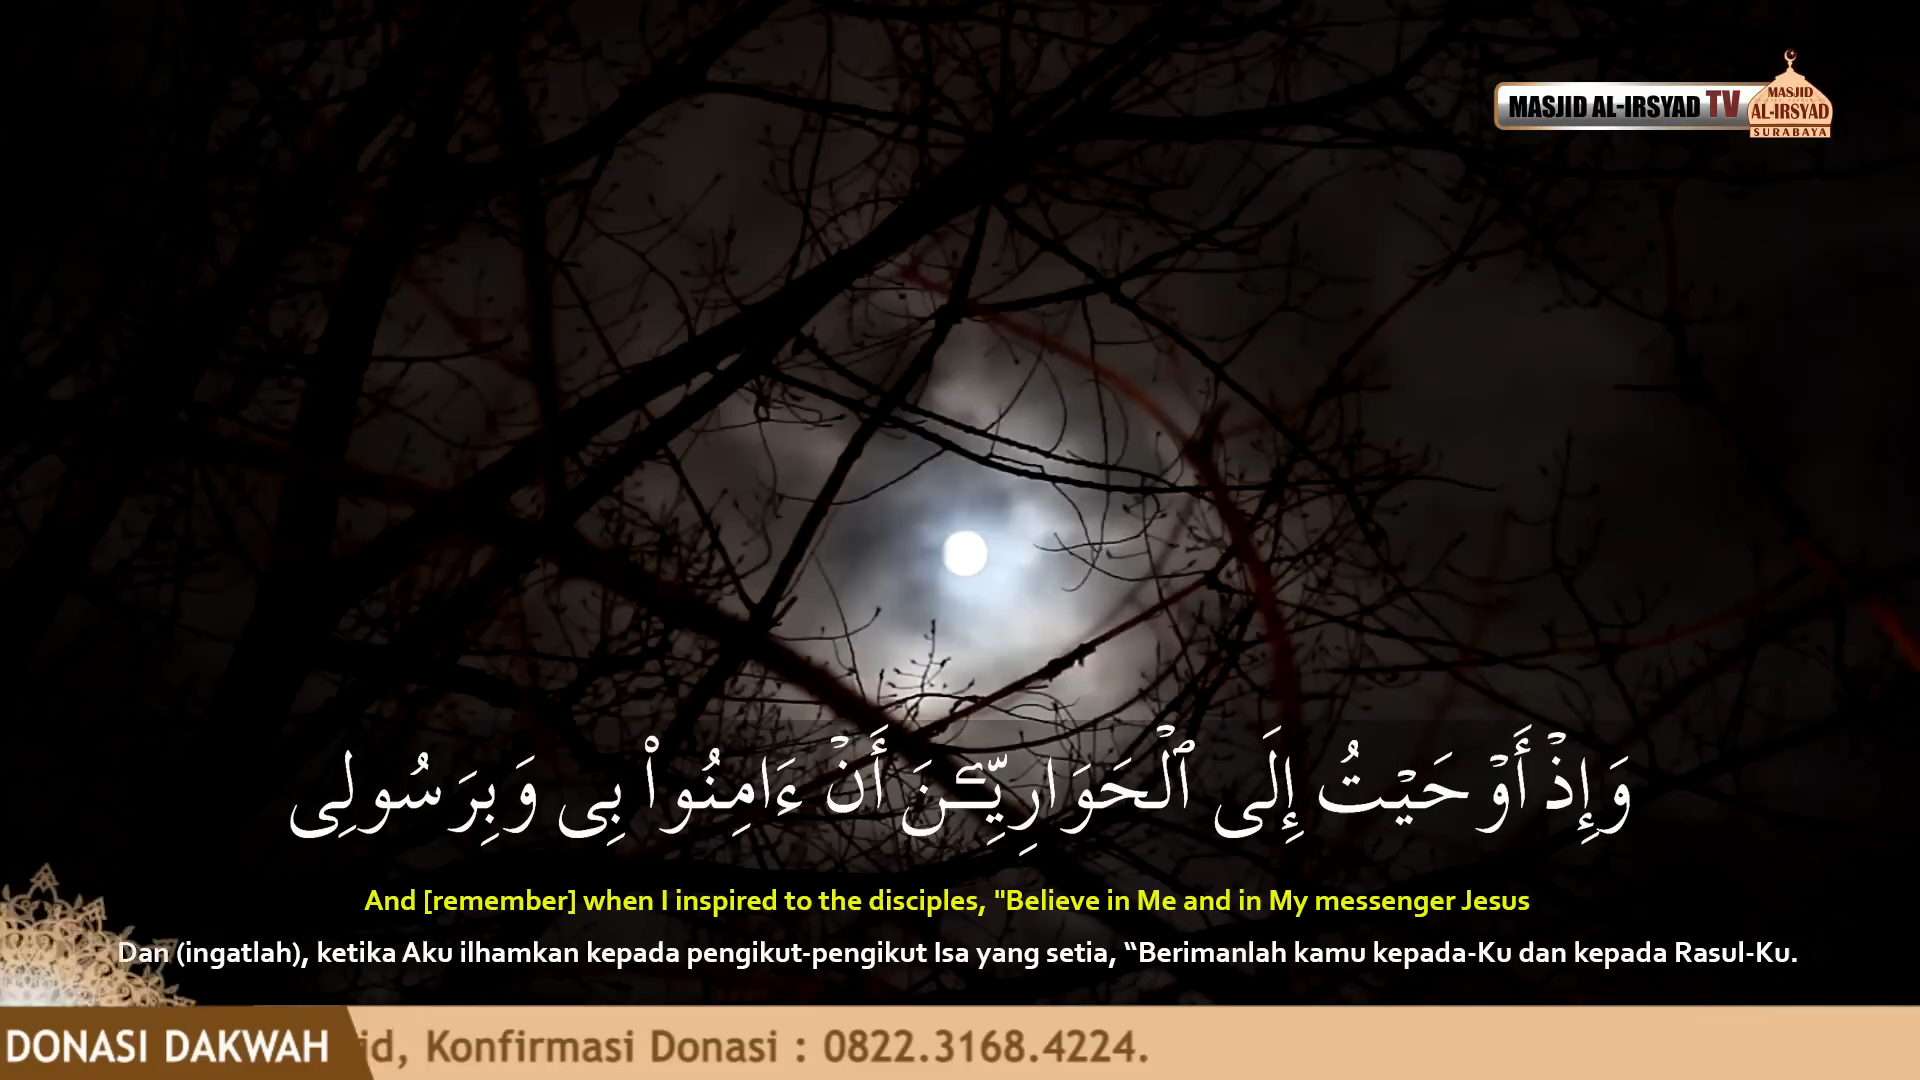 MASJID AL-IRSYAD TV
MASJID
AL-IRSYAD
SURABAYA
وَإِذْ أَوْحَيْتُ إِلَى ٱلْحَوَارِيِّـۧنَ أَنْ ءَامِنُوا۟ بِى وَبِرَسُولِى
And [remember] when I inspired to the disciples, "Believe in Me and in My messenger Jesus
Dan (ingatlah), ketika Aku ilhamkan kepada pengikut-pengikut Isa yang setia, “Berimanlah kamu kepada-Ku dan kepada Rasul-Ku.
DONASI DAKWAH
id, Konfirmasi Donasi : 0822.3168.4224.